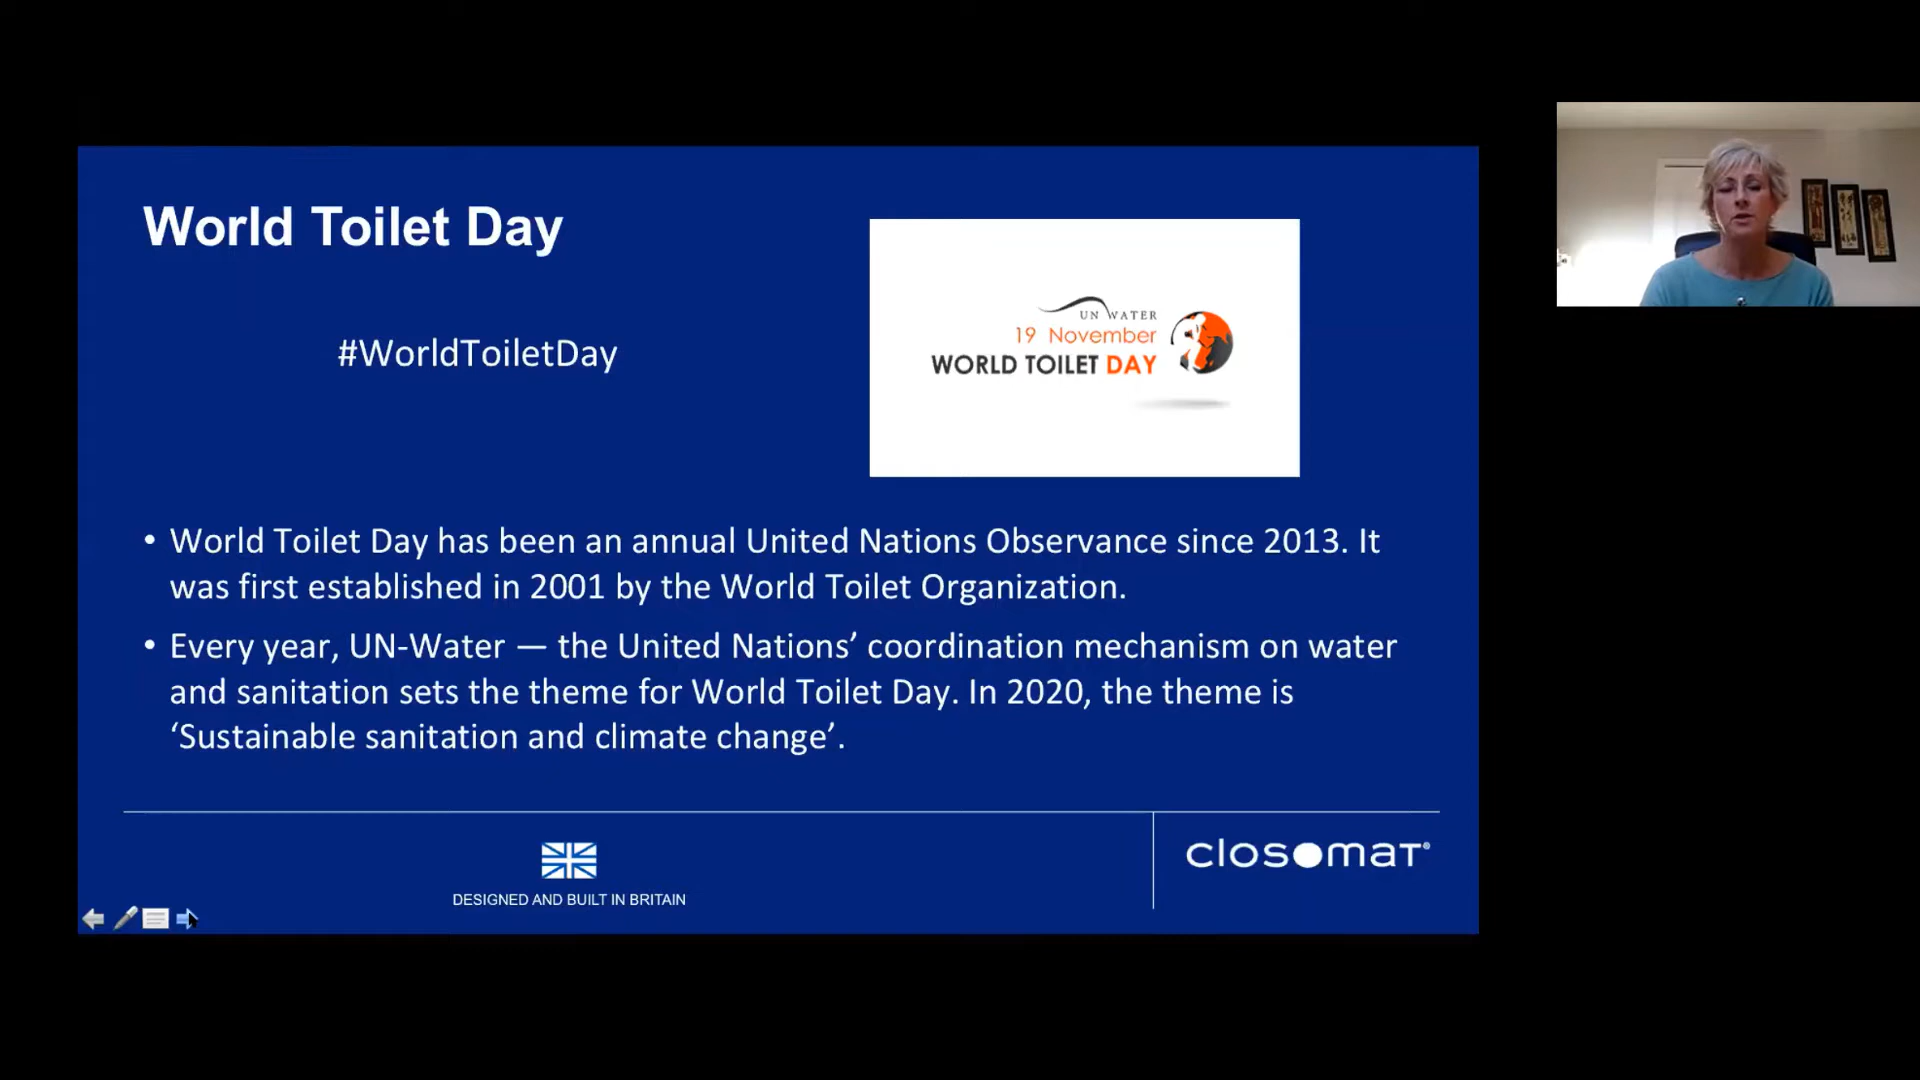 World Toilet Day
#WorldToiletDay
UN WATER
19 November
WORLD TOILET DAY
• World Toilet Day has been an annual United Nations Observance since 2013. It
was first established in 2001 by the World Toilet Organization.
• Every year, UN-Water — the United Nations’ coordination mechanism on water
and sanitation sets the theme for World Toilet Day. In 2020, the theme is
‘Sustainable sanitation and climate change’.
DESIGNED AND BUILT IN BRITAIN
closomat®